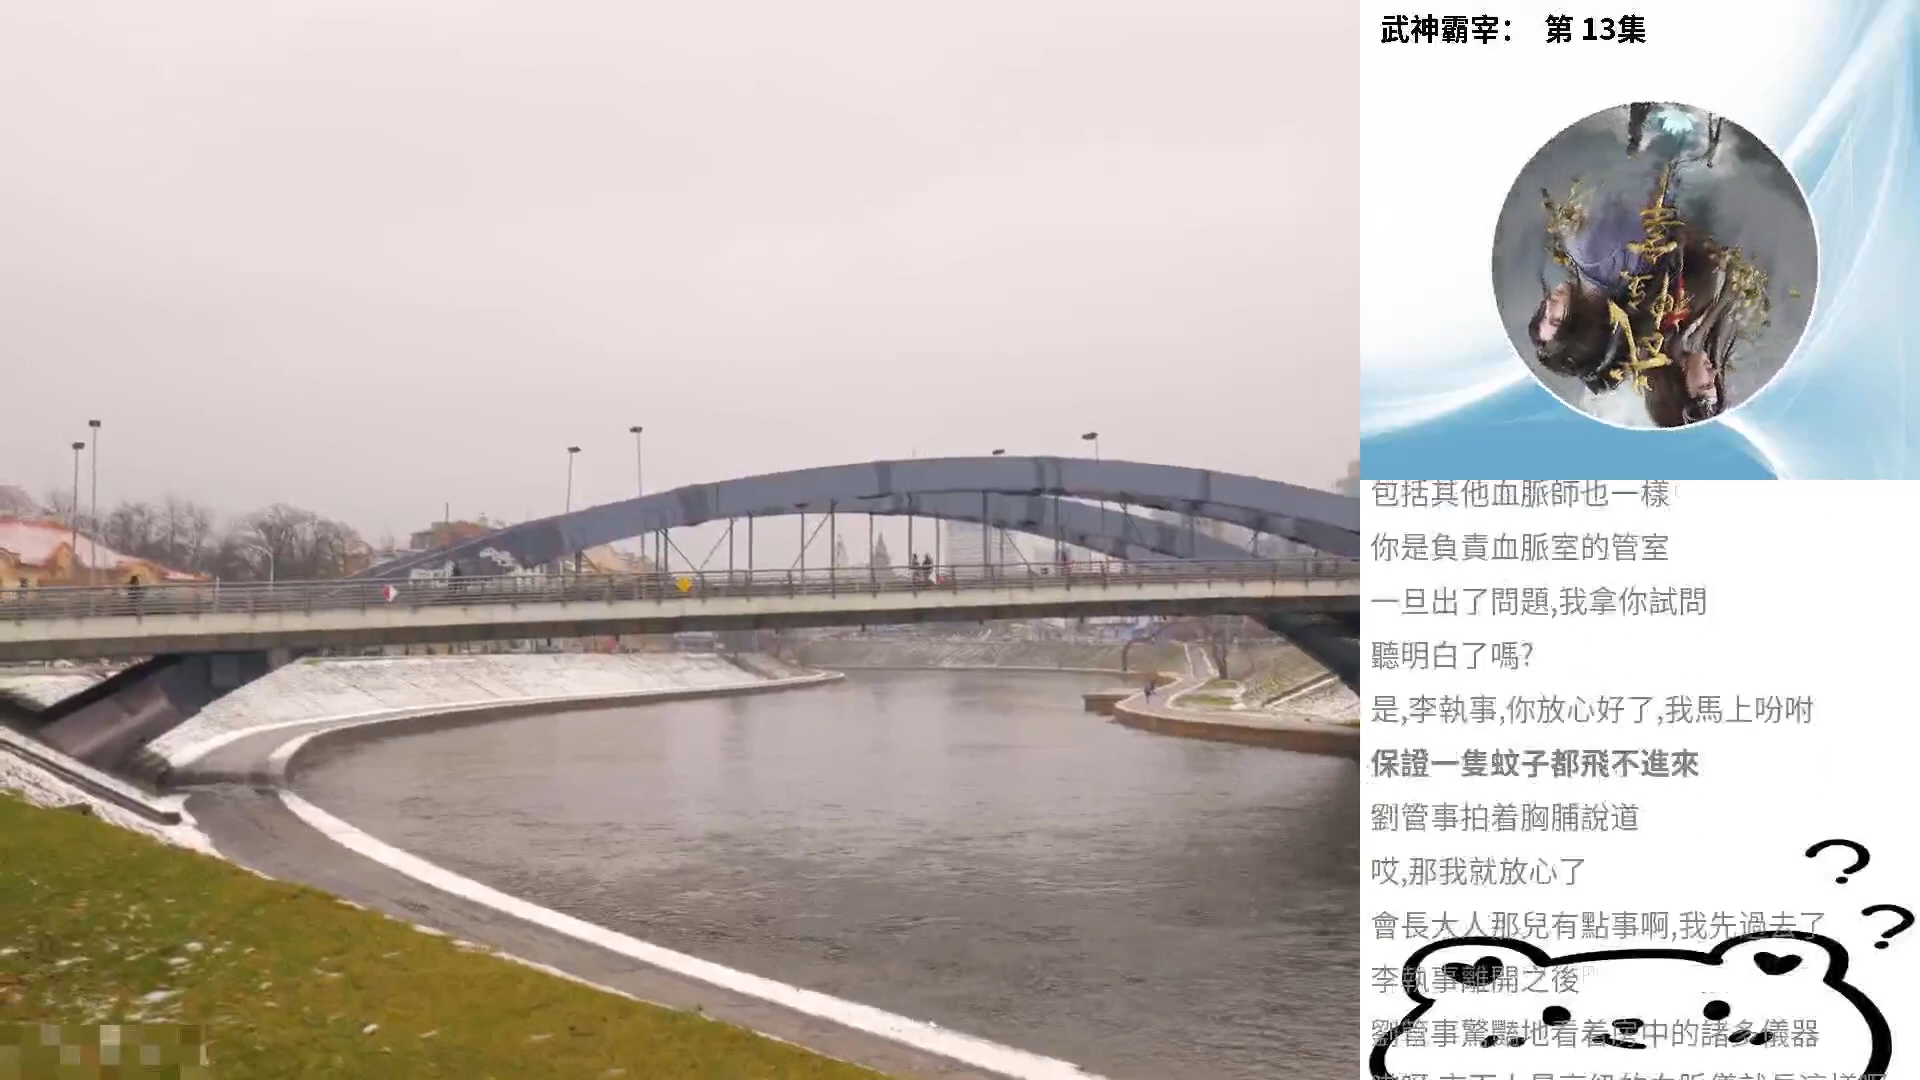 武神霸宰： 第 13集
包括其他血脈師也一樣
你是負責血脈室的管室
一旦出了問題,我拿你試問
聽明白了嗎?
是,李執事,你放心好了,我馬上吩咐
保證一隻蚊子都飛不進來
劉管事拍着胸脯說道
哎,那我就放心了
會長大人那兒有點事啊,我先過去了
李執事離開之後
劉管事驚豔地看着房中的諸多儀器
? ?